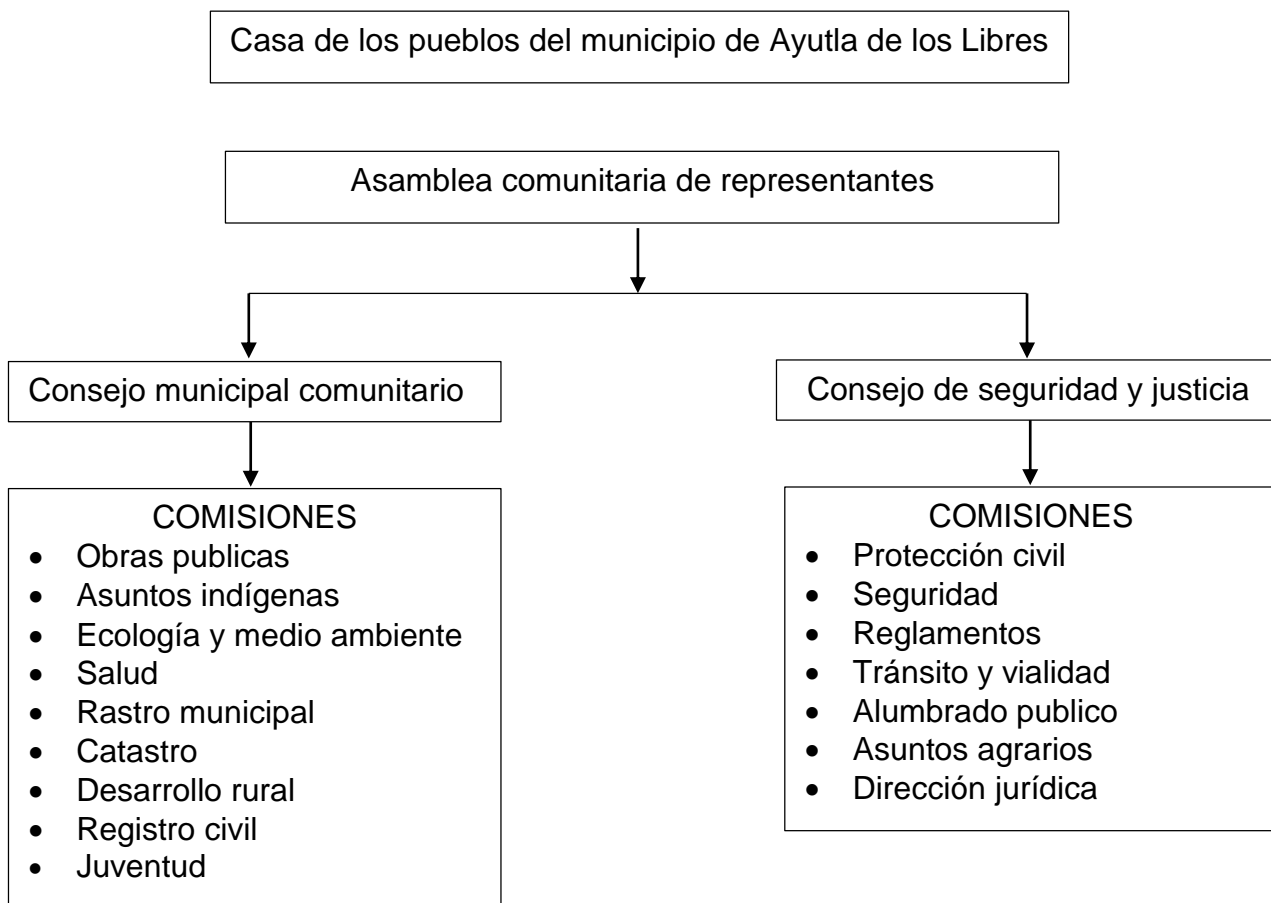 Casa de los pueblos del municipio de Ayutla de los Libres
Asamblea comunitaria de representantes
Consejo municipal comunitario
Consejo de seguridad y justicia
COMISIONES
• Obras publicas
• Asuntos indígenas
• Ecología y medio ambiente
• Salud
• Rastro municipal
• Catastro
• Desarrollo rural
• Registro civil
• Juventud
COMISIONES
• Protección civil
• Seguridad
• Reglamentos
• Tránsito y vialidad
• Alumbrado publico
• Asuntos agrarios
• Dirección jurídica